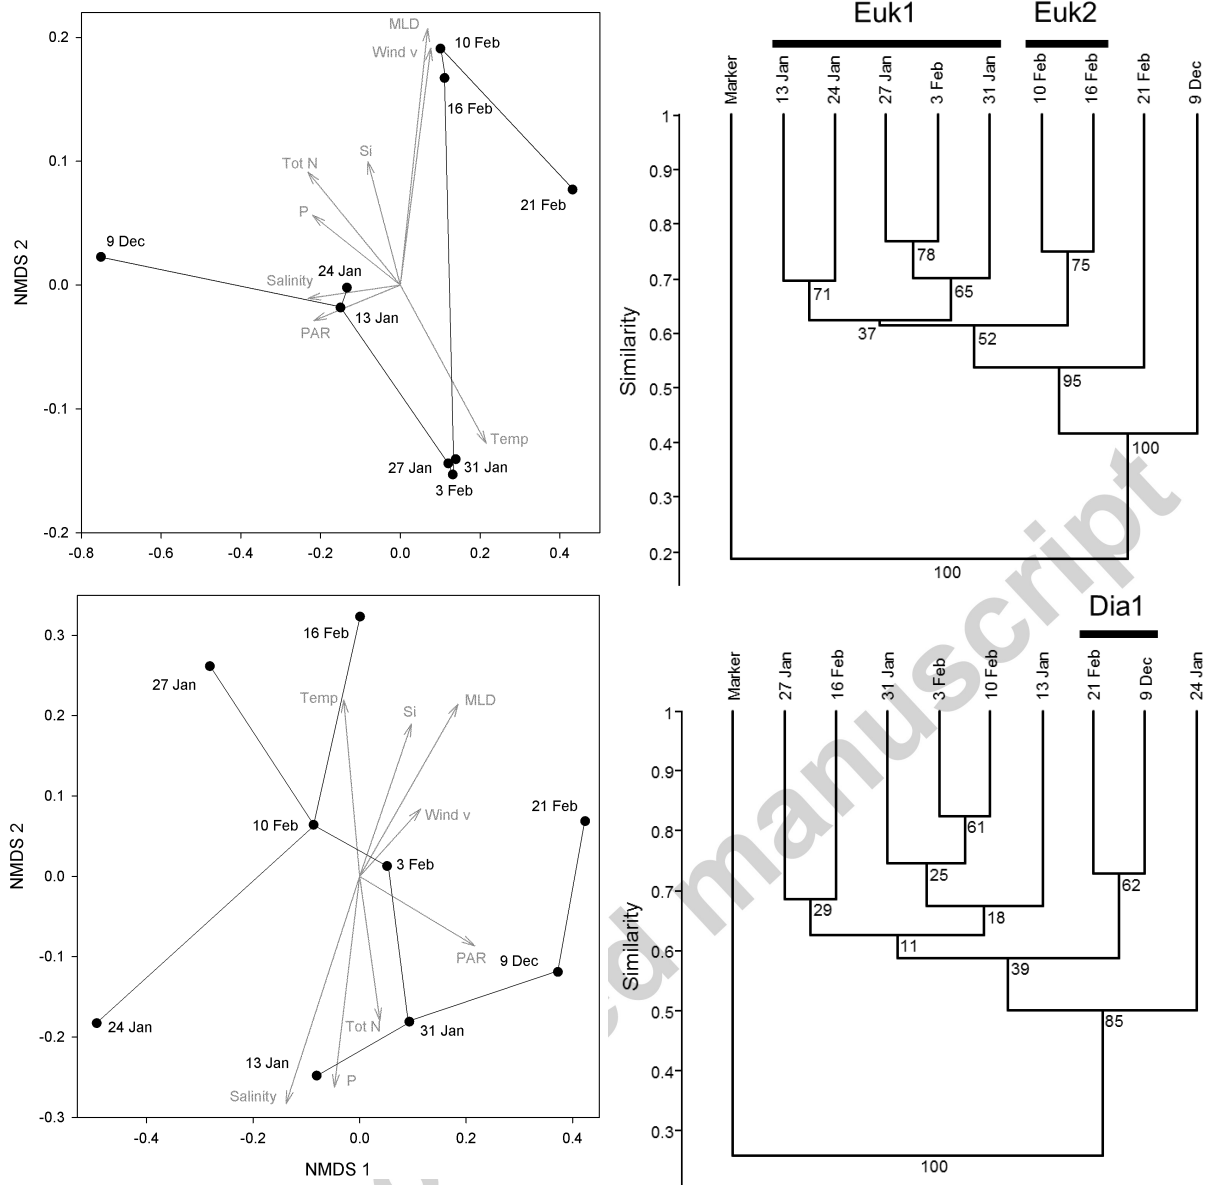 MLD
Wind v
10 Feb
16 Feb
Si
Tot N
P
21 Feb
9 Dec
24 Jan
Salinity
13 Jan
PAR
Temp
27 Jan
31 Jan
3 Feb
NMDS 2
0.2
0.1
0.0
-0.1
-0.2
-0.8
-0.6
-0.4
-0.2
0.0
0.2
0.4
Euk1
Euk2
Marker
13 Jan
24 Jan
27 Jan
3 Feb
31 Jan
10 Feb
16 Feb
21 Feb
9 Dec
Similarity
1
0.9
0.8
0.7
0.6
0.5
0.4
0.3
0.2
78
75
71
65
37
52
95
100
100
16 Feb
27 Jan
Temp
Si
MLD
Wind v
21 Feb
10 Feb
3 Feb
PAR
9 Dec
24 Jan
Tot N
31 Jan
13 Jan
P
Salinity
NMDS 2
0.3
0.2
0.1
0.0
-0.1
-0.2
-0.3
-0.4
-0.2
0.0
0.2
0.4
NMDS 1
Dia1
Marker
27 Jan
16 Feb
31 Jan
3 Feb
10 Feb
13 Jan
21 Feb
9 Dec
24 Jan
Similarity
1
0.9
0.8
0.7
0.6
0.5
0.4
0.3
61
25
62
29
18
11
39
85
100
manuscript